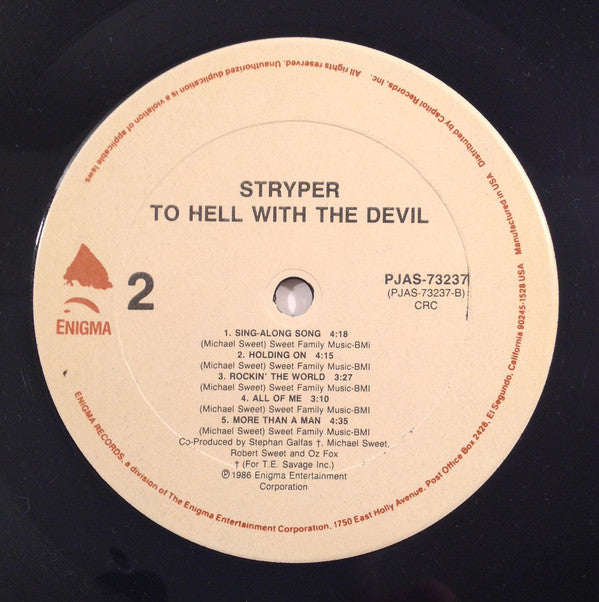 STRYPER
TO HELL WITH THE DEVIL
ENIGMA
2
PJAS-73237
(PJAS-73237-B)
CRC
1. SING-ALONG SONG 4:18
(Michael Sweet) Sweet Family Music-BMI
2. HOLDING ON 4:15
(Michael Sweet) Sweet Family Music-BMI
3. ROCKIN' THE WORLD 3:27
(Michael Sweet) Sweet Family Music-BMI
4. ALL OF ME 3:10
(Michael Sweet) Sweet Family Music-BMI
5. MORE THAN A MAN 4:35
(Michael Sweet) Sweet Family Music-BMI
Co-Produced by Stephan Galfas †, Michael Sweet,
Robert Sweet and Oz Fox
† (For T.E. Savage Inc.)
℗ 1986 Enigma Entertainment
Corporation
ENIGMA RECORDS, a division of The Enigma Entertainment Corporation, 1750 East Holly Avenue, Post Office Box 2428, El Segundo, California 90245-1528 USA Manufactured in USA Distributed by Capitol Records, Inc. All rights reserved. Unauthorized duplication is a violation of applicable laws